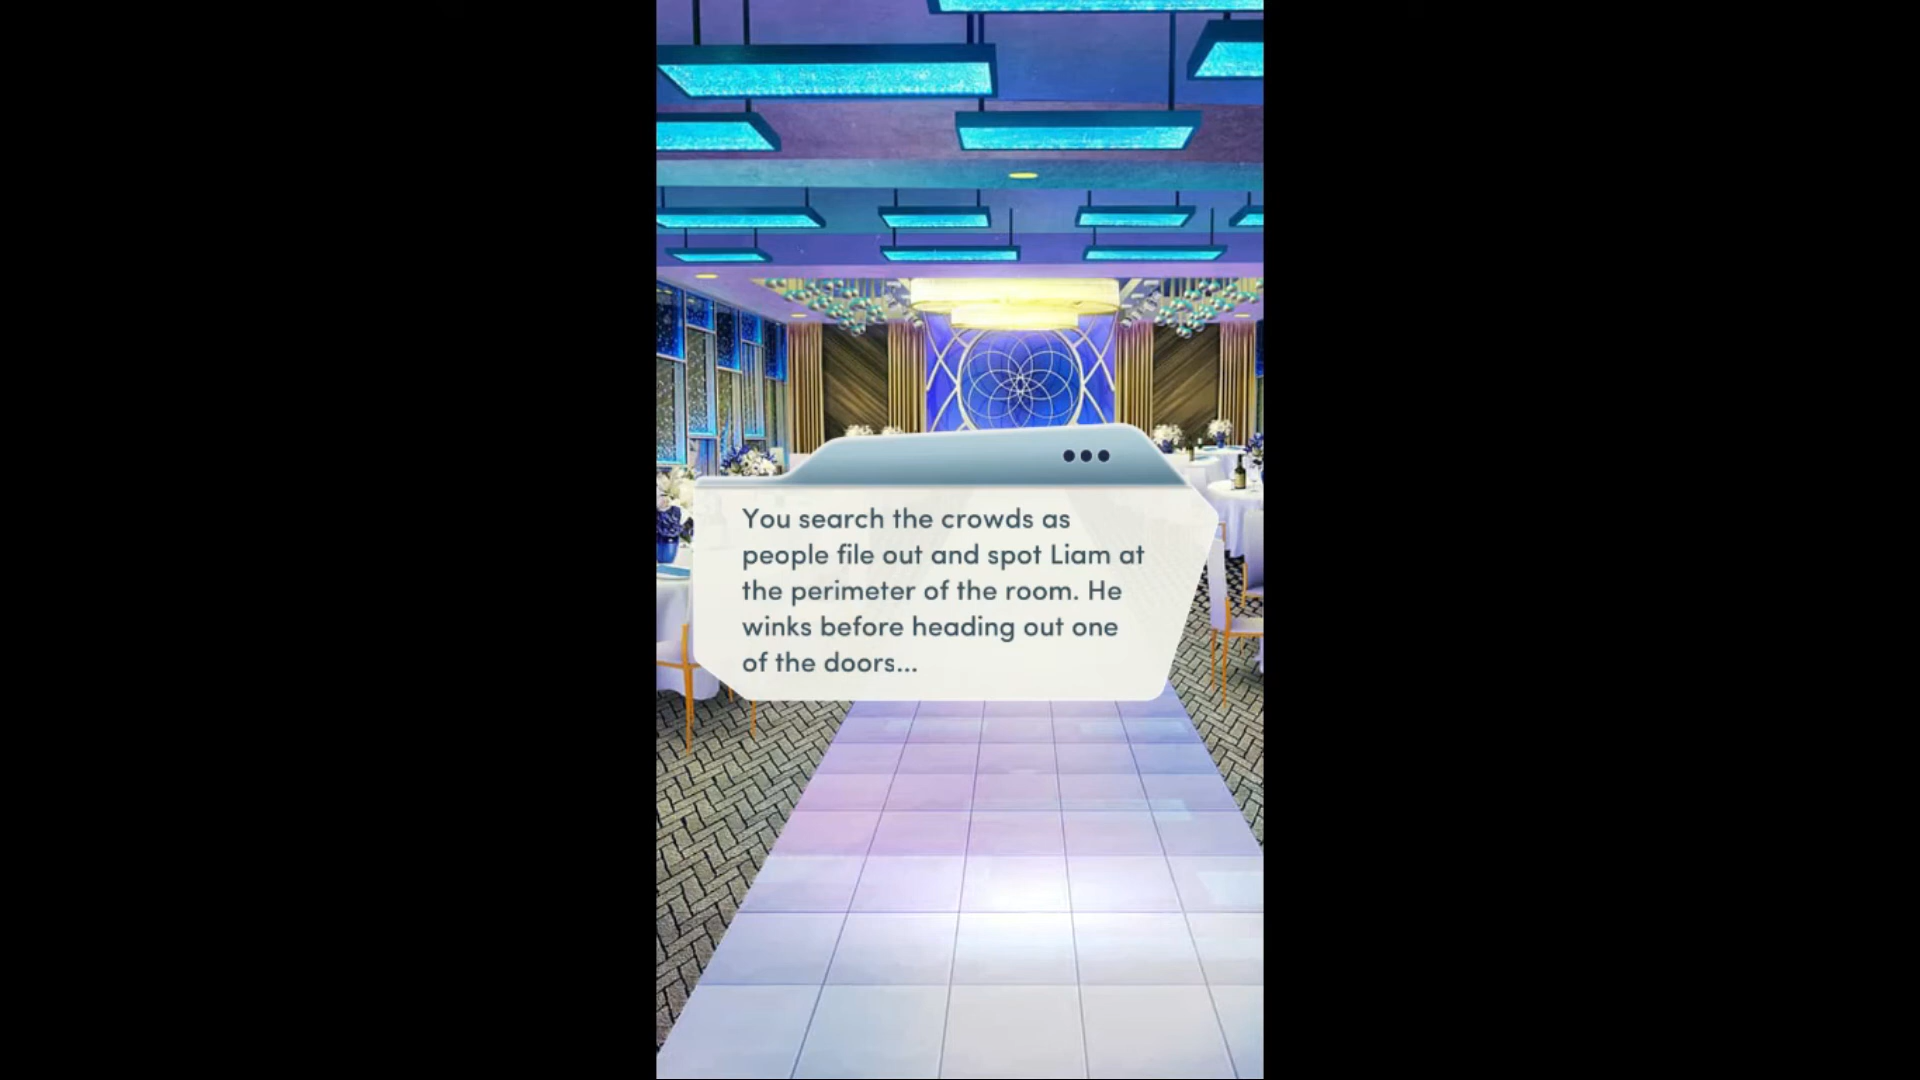 You search the crowds as
people file out and spot Liam at
the perimeter of the room. He
winks before heading out one
of the doors...